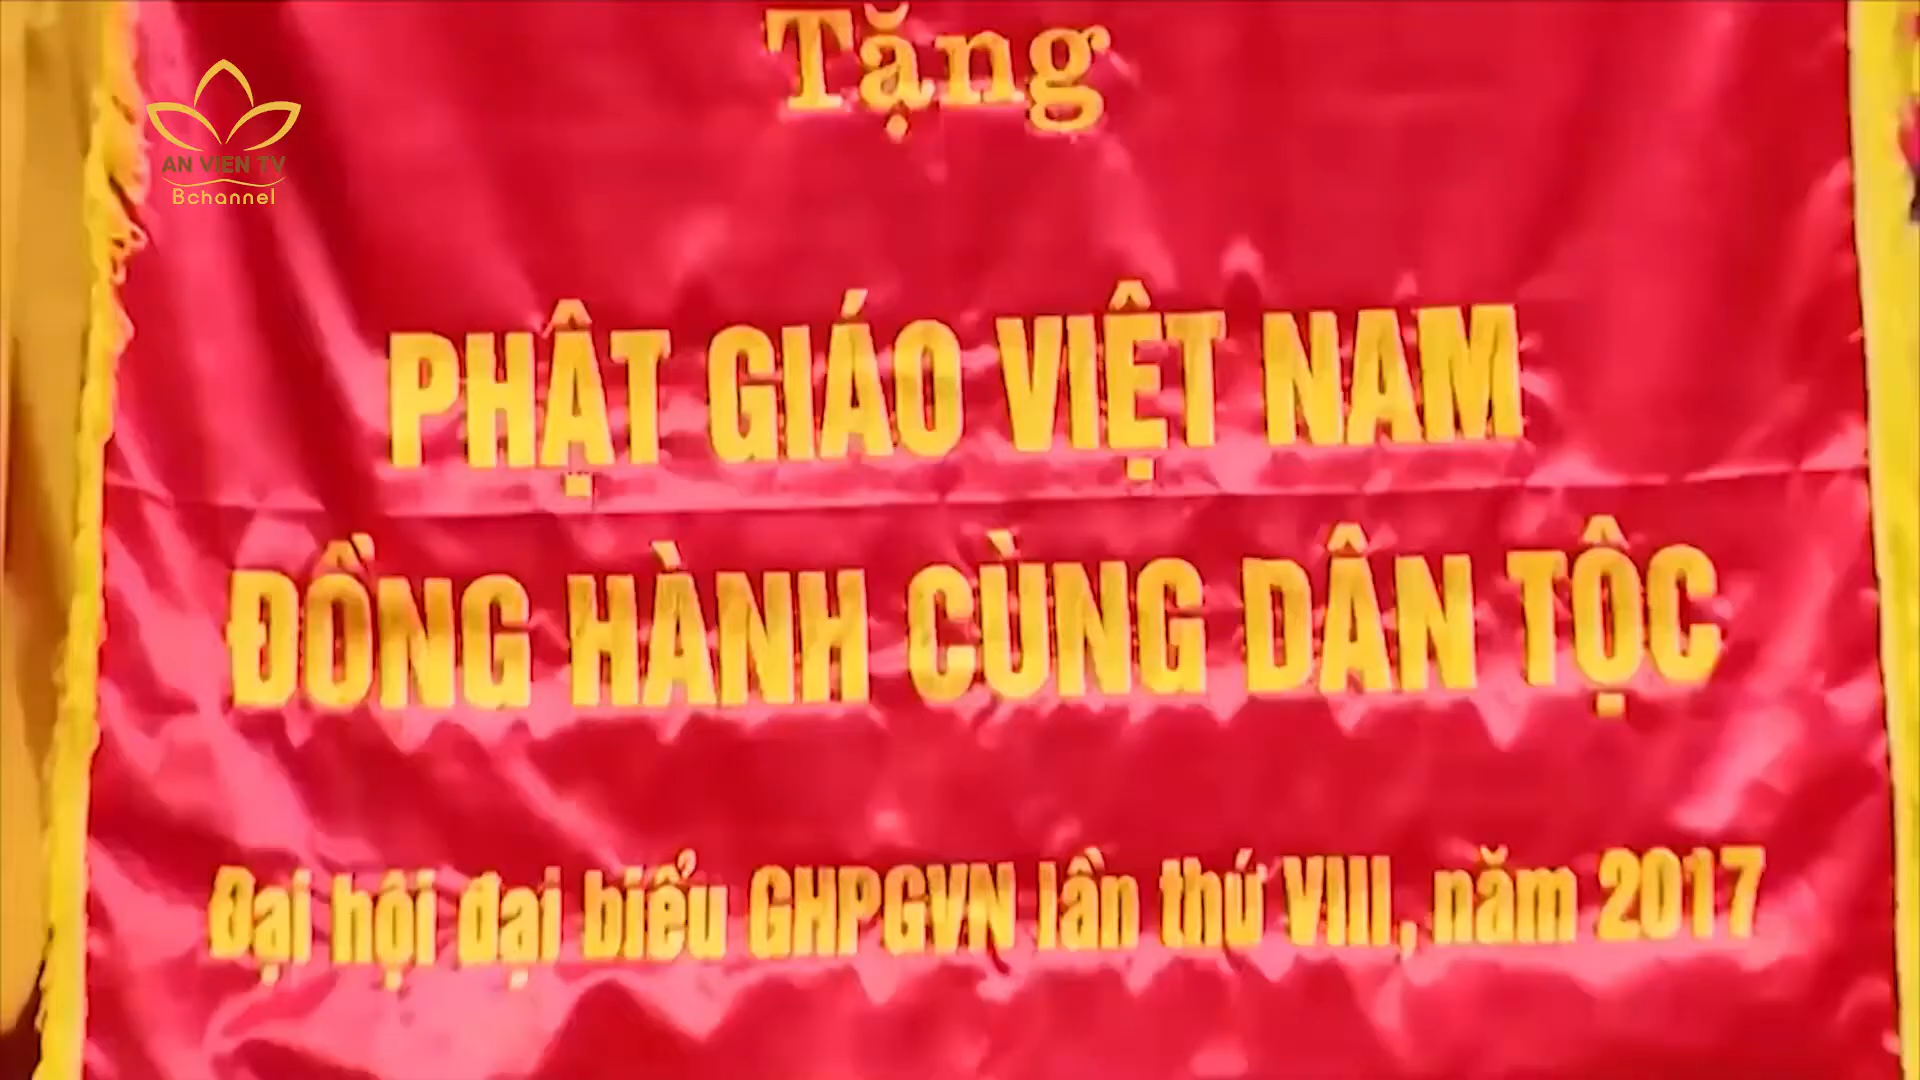 Tặng
AN VIEN TV
Bchannel
PHẬT GIÁO VIỆT NAM
ĐỒNG HÀNH CÙNG DÂN TỘC
Đại hội đại biểu GHPGVN lần thứ VIII, năm 2017